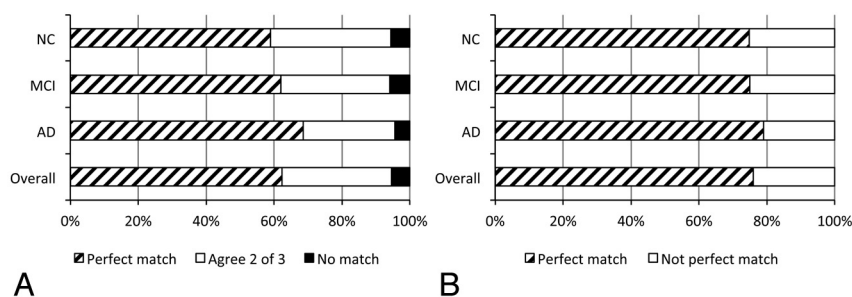 NC
MCI
AD
Overall
0% 20% 40% 60% 80% 100%
Perfect match Agree 2 of 3 No match
A
NC
MCI
AD
Overall
0% 20% 40% 60% 80% 100%
Perfect match Not perfect match
B